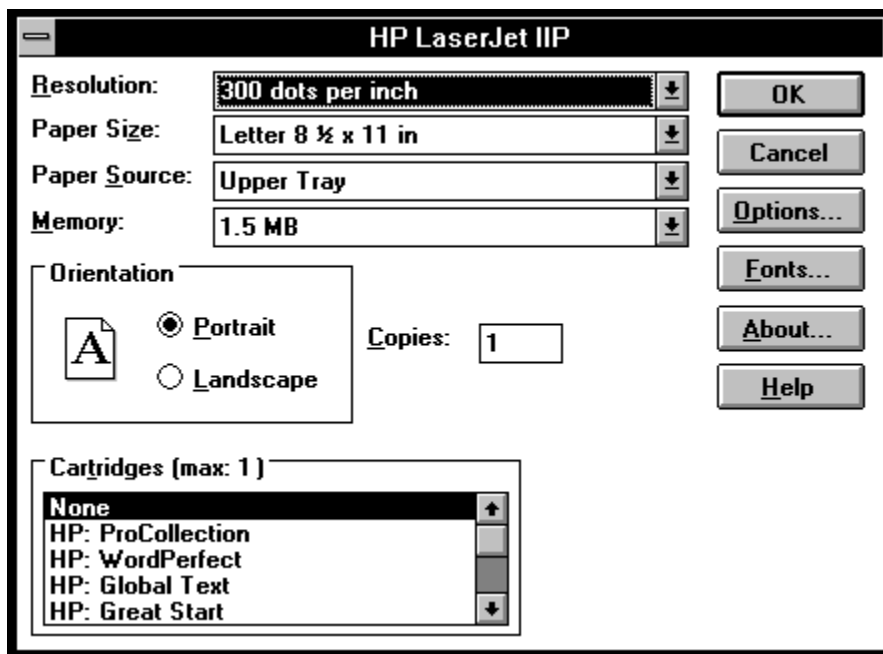 HP LaserJet IIP
Resolution: 300 dots per inch
Paper Size: Letter 8 ½ x 11 in
Paper Source: Upper Tray
Memory: 1.5 MB
OK
Cancel
Options...
Fonts...
About...
Help
Orientation
A
Portrait
Landscape
Copies: 1
Cartridges (max: 1 )
None
HP: ProCollection
HP: WordPerfect
HP: Global Text
HP: Great Start